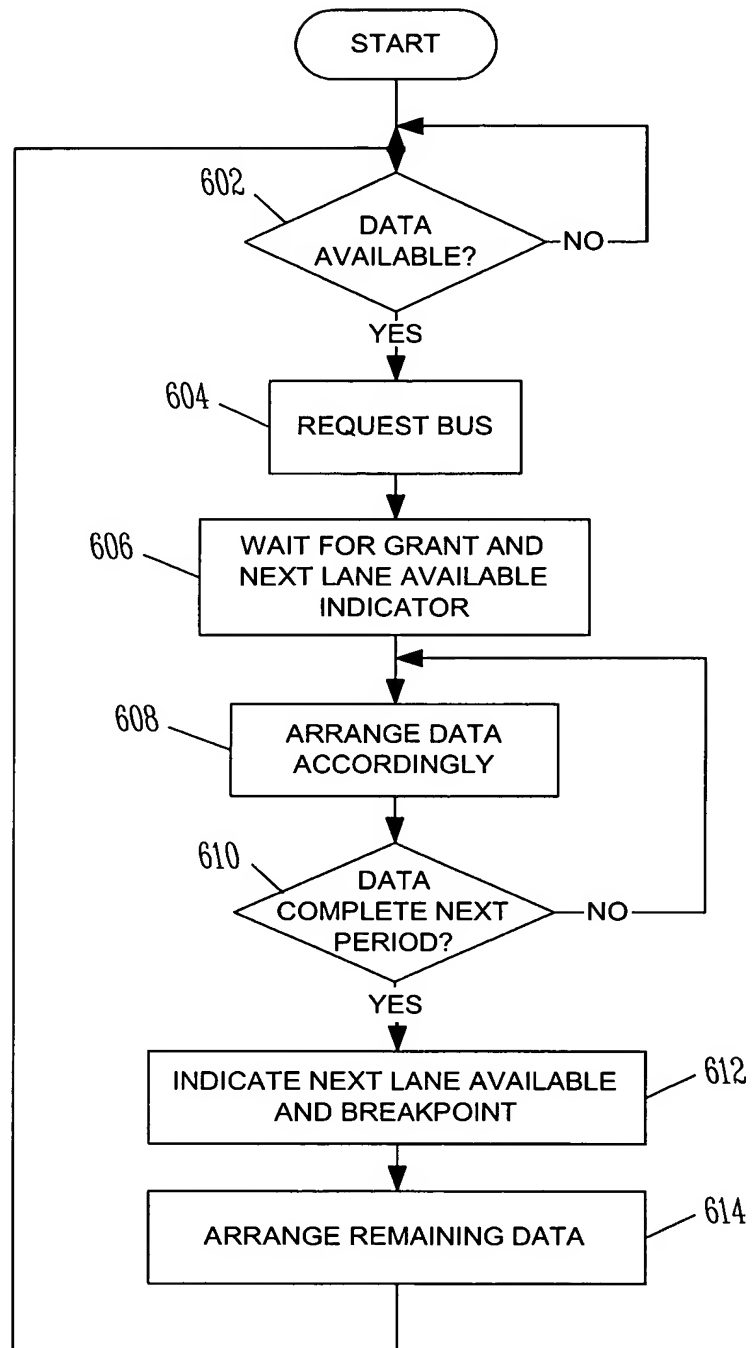 START
602
DATA
AVAILABLE?
NO
YES
604
REQUEST BUS
606
WAIT FOR GRANT AND
NEXT LANE AVAILABLE
INDICATOR
608
ARRANGE DATA
ACCORDINGLY
610
DATA
COMPLETE NEXT
PERIOD?
NO
YES
INDICATE NEXT LANE AVAILABLE
AND BREAKPOINT
612
ARRANGE REMAINING DATA
614